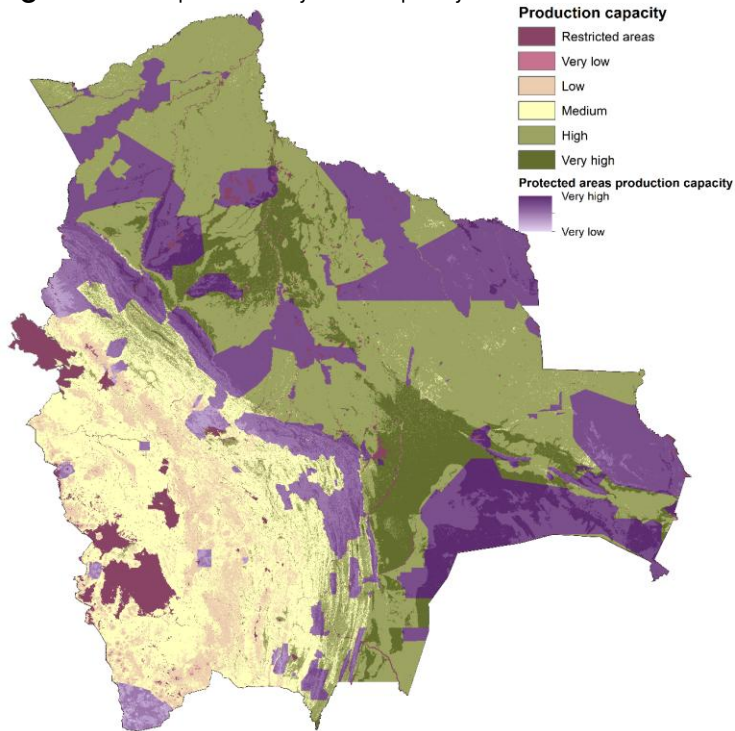 Production capacity
Restricted areas
Very low
Low
Medium
High
Very high
Protected areas production capacity
Very high
Very low